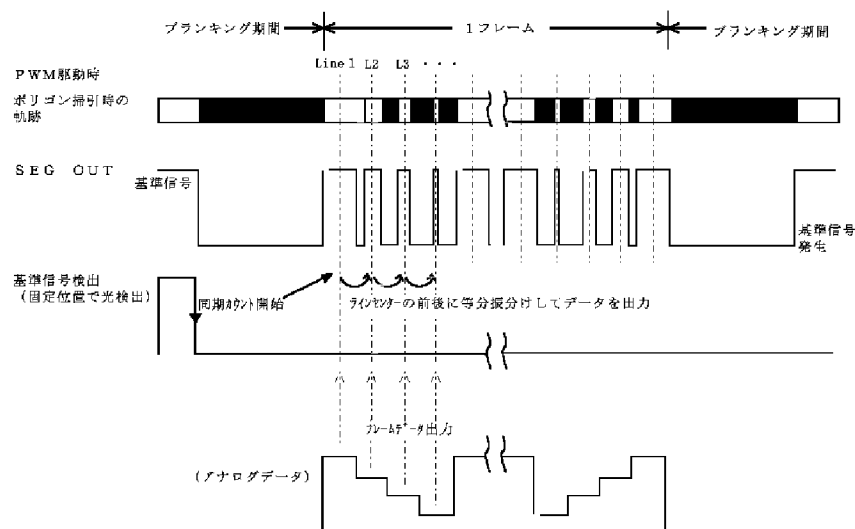 ブランキング期間
1フレーム
ブランキング期間
Line 1 L2 L3 ・・・
PWM駆動時
ポリゴン掃引時の
軌跡
SEG OUT
基準信号
基準信号
発生
基準信号検出
(固定位置で光検出)
同期カウント開始
ラインセンターの前後に等分振分けしてデータを出力
フレームデータ出力
(アナログデータ)